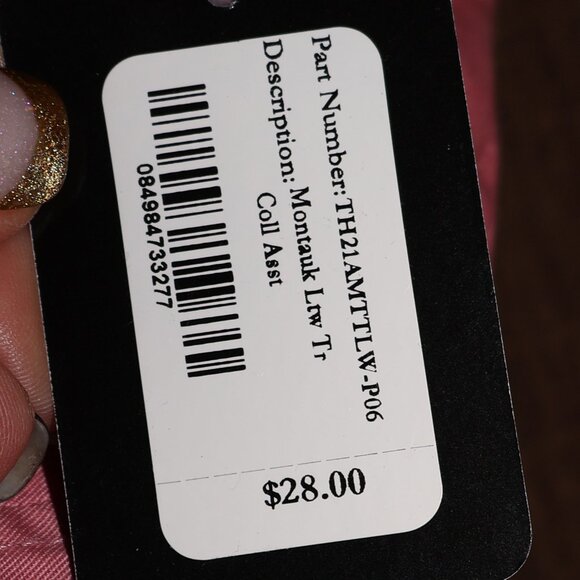 Part Number: TH21AMTTLW-P06
Description: Montauk Ltw Tr
Coll Asst
084984733277
$28.00